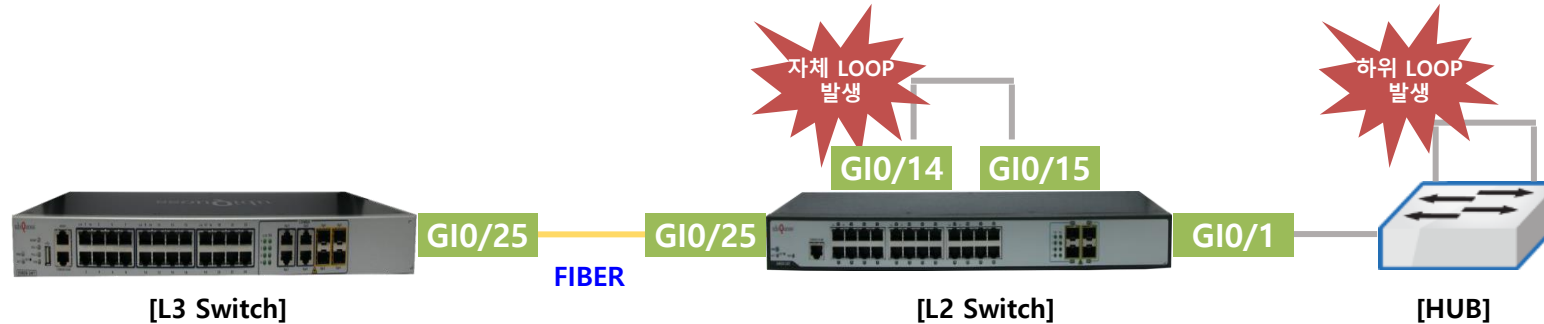 자체 LOOP
발생
하위 LOOP
발생
GI0/14
GI0/15
GI0/25
GI0/25
GI0/1
FIBER
[L3 Switch]
[L2 Switch]
[HUB]